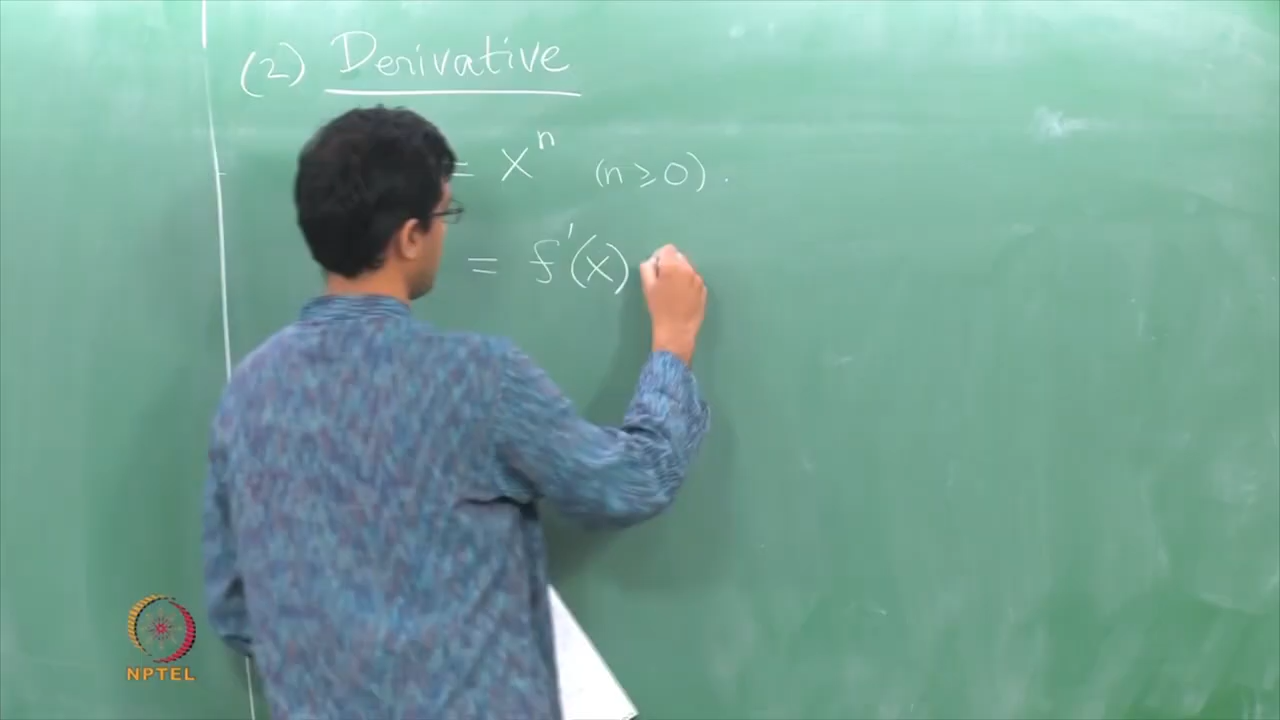 (2) Derivative
= x^n (n ≥ 0).
= f'(x)
NPTEL